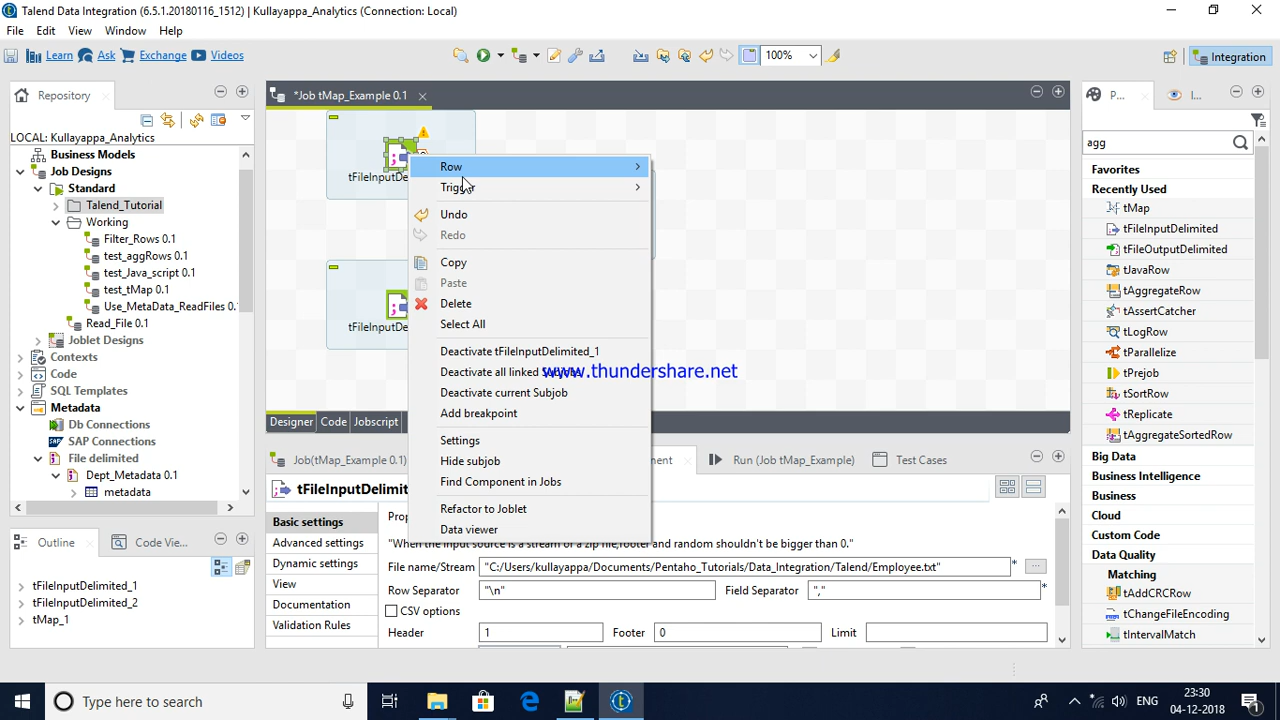 Talend Data Integration (6.5.1.20180116_1512) | Kullayappa_Analytics (Connection: Local)
File Edit View Window Help
Learn Ask Exchange Videos 100% Integration
Repository
*Job tMap_Example 0.1
P...
I...
LOCAL: Kullayappa_Analytics
Business Models
Job Designs
Standard
Talend_Tutorial
Working
Filter_Rows 0.1
test_aggRows 0.1
test_Java_script 0.1
test_tMap 0.1
Use_MetaData_ReadFiles 0.
Read_File 0.1
Joblet Designs
Contexts
Code
SQL Templates
Metadata
Db Connections
SAP Connections
File delimited
Dept_Metadata 0.1
metadata
Outline
Code Vie...
tFileInputDelimited_1
tFileInputDelimited_2
tMap_1
tFileInputDe
tFileInputDe
Row
Trigger
Undo
Redo
Copy
Paste
Delete
Select All
Deactivate tFileInputDelimited_1
Deactivate all linked
www.thundershare.net
Deactivate current Subjob
Add breakpoint
Settings
Hide subjob
Find Component in Jobs
Refactor to Joblet
Data viewer
Designer Code Jobscript
Job(tMap_Example 0.1)
nent
Run (Job tMap_Example)
Test Cases
tFileInputDelimit
Basic settings
Advanced settings
Dynamic settings
View
Documentation
Validation Rules
Prop
"When the input source is a stream or a zip file,footer and random shouldn't be bigger than 0."
File name/Stream "C:/Users/kullayappa/Documents/Pentaho_Tutorials/Data_Integration/Talend/Employee.txt" * ...
Row Separator "\n" Field Separator "," *
CSV options
Header 1 Footer 0 Limit
agg
Favorites
Recently Used
tMap
tFileInputDelimited
tFileOutputDelimited
tJavaRow
tAggregateRow
tAssertCatcher
tLogRow
tParallelize
tPrejob
tSortRow
tReplicate
tAggregateSortedRow
Big Data
Business Intelligence
Business
Cloud
Custom Code
Data Quality
Matching
tAddCRCRow
tChangeFileEncoding
tIntervalMatch
Type here to search
ENG
23:30
04-12-2018
1